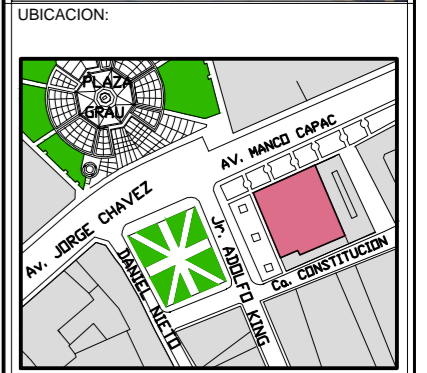 UBICACION:
PLAZA
GRAU
AV. MANCO CAPAC
Av. JORGE CHAVEZ
Jr. ADOLFO KING
DANIEL NIETO
Ca. CONSTITUCION